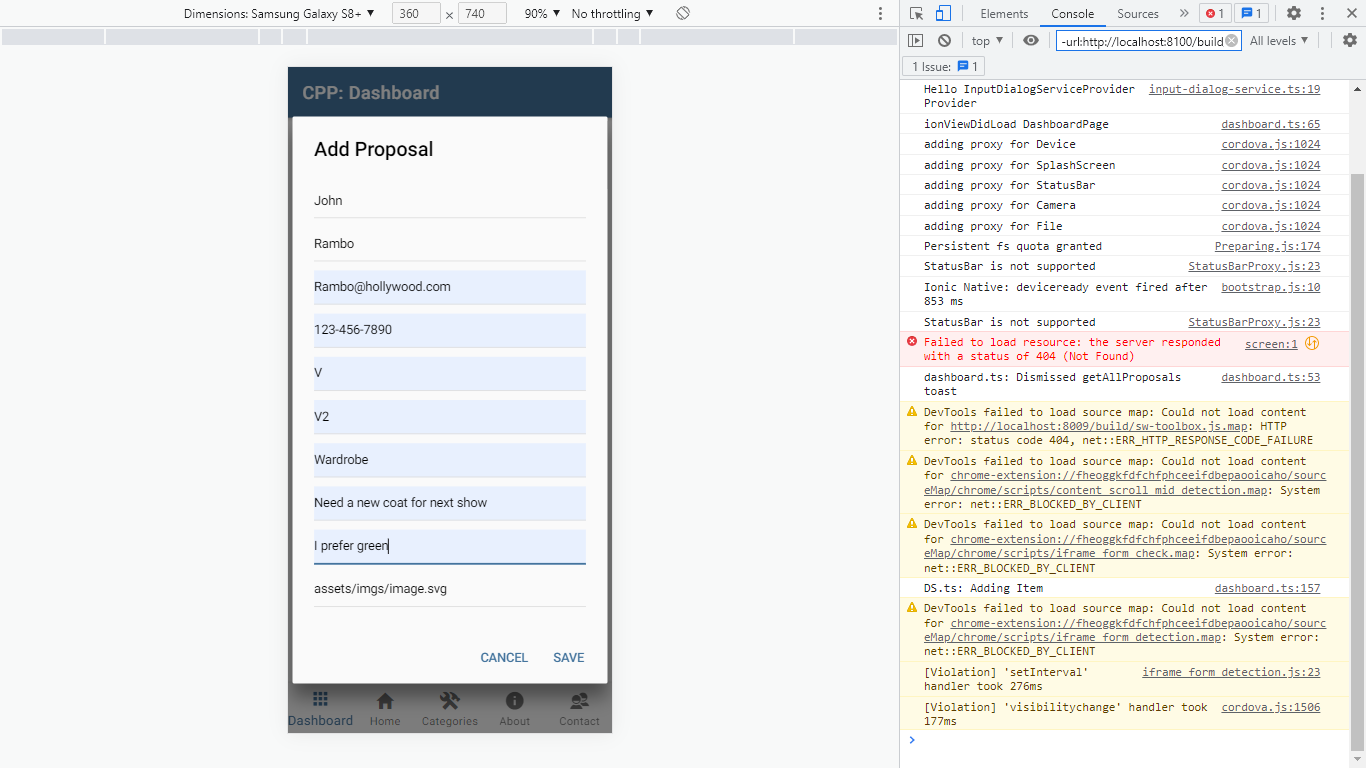 Dimensions: Samsung Galaxy S8+ ▼ 360 × 740 90% ▼ No throttling ▼
Elements Console Sources » 1 1
top ▼ -url:http://localhost:8100/build All levels ▼
1 Issue: 1
CPP: Dashboard
Add Proposal
John
Rambo
Rambo@hollywood.com
123-456-7890
V
V2
Wardrobe
Need a new coat for next show
I prefer green
assets/imgs/image.svg
CANCEL SAVE
Dashboard Home Categories About Contact
Hello InputDialogServiceProvider input-dialog-service.ts:19
Provider
ionViewDidLoad DashboardPage dashboard.ts:65
adding proxy for Device cordova.js:1024
adding proxy for SplashScreen cordova.js:1024
adding proxy for StatusBar cordova.js:1024
adding proxy for Camera cordova.js:1024
adding proxy for File cordova.js:1024
Persistent fs quota granted Preparing.js:174
StatusBar is not supported StatusBarProxy.js:23
Ionic Native: deviceready event fired after bootstrap.js:10
853 ms
StatusBar is not supported StatusBarProxy.js:23
Failed to load resource: the server responded screen:1
with a status of 404 (Not Found)
dashboard.ts: Dismissed getAllProposals dashboard.ts:53
toast
DevTools failed to load source map: Could not load content
for http://localhost:8009/build/sw-toolbox.js.map: HTTP
error: status code 404, net::ERR_HTTP_RESPONSE_CODE_FAILURE
DevTools failed to load source map: Could not load content
for chrome-extension://fheoggkfdfchfphceeifdbepaooicaho/sourc
eMap/chrome/scripts/content_scroll_mid_detection.map: System
error: net::ERR_BLOCKED_BY_CLIENT
DevTools failed to load source map: Could not load content
for chrome-extension://fheoggkfdfchfphceeifdbepaooicaho/sourc
eMap/chrome/scripts/iframe_form_check.map: System error:
net::ERR_BLOCKED_BY_CLIENT
DS.ts: Adding Item dashboard.ts:157
DevTools failed to load source map: Could not load content
for chrome-extension://fheoggkfdfchfphceeifdbepaooicaho/sourc
eMap/chrome/scripts/iframe_form_detection.map: System error:
net::ERR_BLOCKED_BY_CLIENT
[Violation] 'setInterval' iframe_form_detection.js:23
handler took 276ms
[Violation] 'visibilitychange' handler took cordova.js:1506
177ms